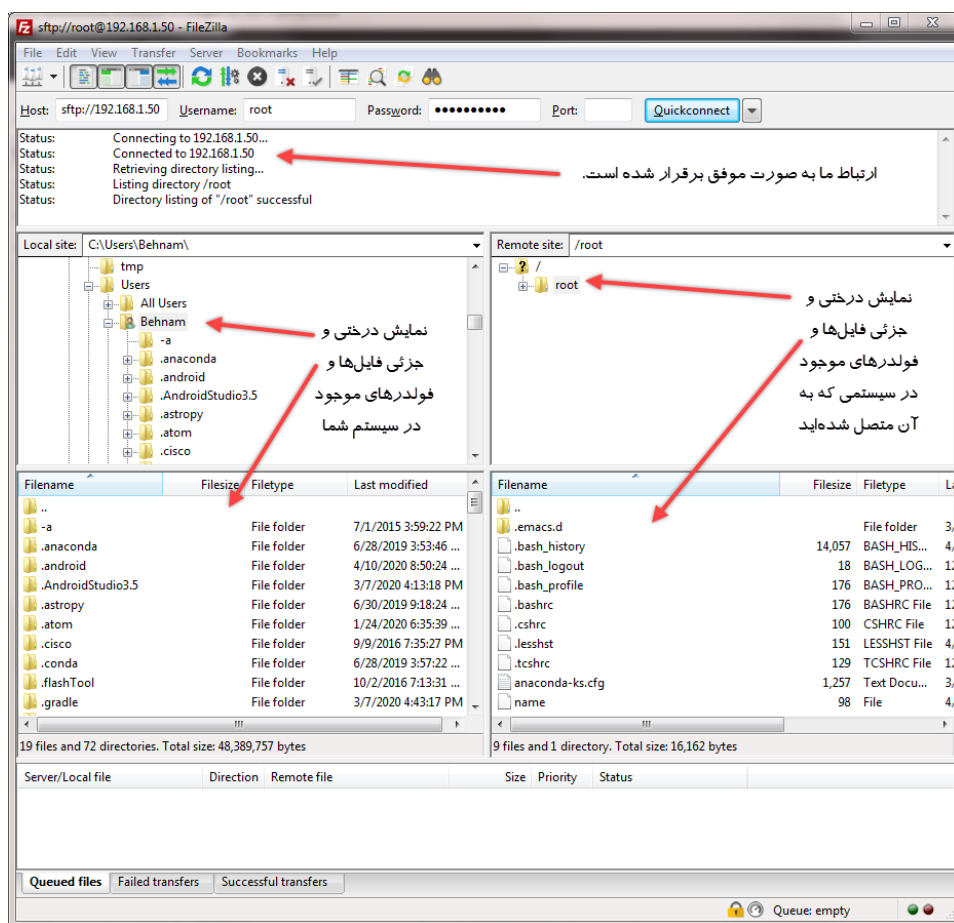 sftp://root@192.168.1.50 - FileZilla
File Edit View Transfer Server Bookmarks Help
Host: sftp://192.168.1.50 Username: root Password: ●●●●●●●●●● Port: Quickconnect
Status: Connecting to 192.168.1.50...
Status: Connected to 192.168.1.50
Status: Retrieving directory listing...
Status: Listing directory /root
Status: Directory listing of "/root" successful
ارتباط ما به صورت موفق برقرار شده است.
Local site: C:\Users\Behnam\
tmp
Users
All Users
Behnam
-a
.anaconda
.android
.AndroidStudio3.5
.astropy
.atom
.cisco
نمایش درختی و
جزئی فایل‌ها و
فولدرهای موجود
در سیستم شما
Remote site: /root
/
root
نمایش درختی و
جزئی فایل‌ها و
فولدرهای موجود
در سیستمی که به
آن متصل شده‌اید
Filename Filesize Filetype Last modified
..
-a File folder 7/1/2015 3:59:22 PM
.anaconda File folder 6/28/2019 3:53:46 ...
.android File folder 4/10/2020 8:50:24 ...
.AndroidStudio3.5 File folder 3/7/2020 4:13:18 PM
.astropy File folder 6/30/2019 9:18:24 ...
.atom File folder 1/24/2020 6:35:39 ...
.cisco File folder 9/9/2016 7:35:27 PM
.conda File folder 6/28/2019 3:57:22 ...
.flashTool File folder 10/2/2016 7:13:31 ...
.gradle File folder 3/7/2020 4:43:17 PM
19 files and 72 directories. Total size: 48,389,757 bytes
Filename Filesize Filetype
..
.emacs.d File folder
.bash_history 14,057 BASH_HIS...
.bash_logout 18 BASH_LOG...
.bash_profile 176 BASH_PRO...
.bashrc 176 BASHRC File
.cshrc 100 CSHRC File
.lesshst 151 LESSHST File
.tcshrc 129 TCSHRC File
anaconda-ks.cfg 1,257 Text Docu...
name 98 File
9 files and 1 directory. Total size: 16,162 bytes
Server/Local file Direction Remote file Size Priority Status
Queued files Failed transfers Successful transfers
Queue: empty